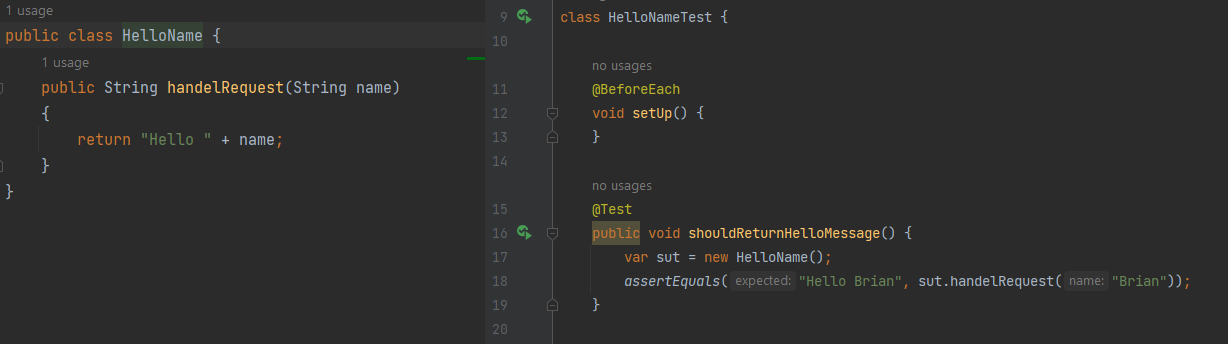 1 usage
public class HelloName {
1 usage
public String handelRequest(String name)
{
return "Hello " + name;
}
}
9 class HelloNameTest {
10
no usages
11 @BeforeEach
12 void setUp() {
13 }
14
no usages
15 @Test
16 public void shouldReturnHelloMessage() {
17 var sut = new HelloName();
18 assertEquals( expected: "Hello Brian", sut.handelRequest( name: "Brian"));
19 }
20